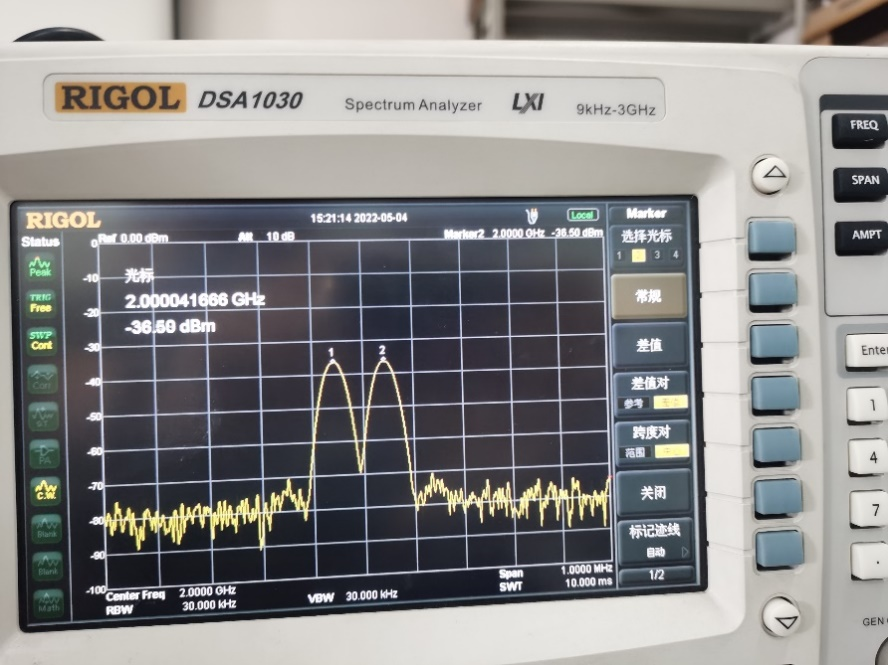 RIGOL DSA1030 Spectrum Analyzer LXI 9kHz-3GHz
FREQ
SPAN
AMPT
Enter
1
4
7
.
GEN
RIGOL 15:21:14 2022-05-04 Local
Status Ref 0.00 dBm Att 10 dB Marker2 2.0000 GHz -36.50 dBm
Peak
TRIG
Free
SWP
Cont
Con
ST
PA
C.W
Blank
Blank
Math
0
-10
-20
-30
-40
-50
-60
-70
-80
-90
-100
光标
2.000041666 GHz
-36.50 dBm
1 2
Center Freq 2.0000 GHz Span 1.0000 MHz
RBW 30.000 kHz VBW 30.000 kHz SWT 10.000 ms
Marker
选择光标
1 2 3 4
常规
差值
差值对
参考
跨度对
范围
关闭
标记迹线
自动
1/2